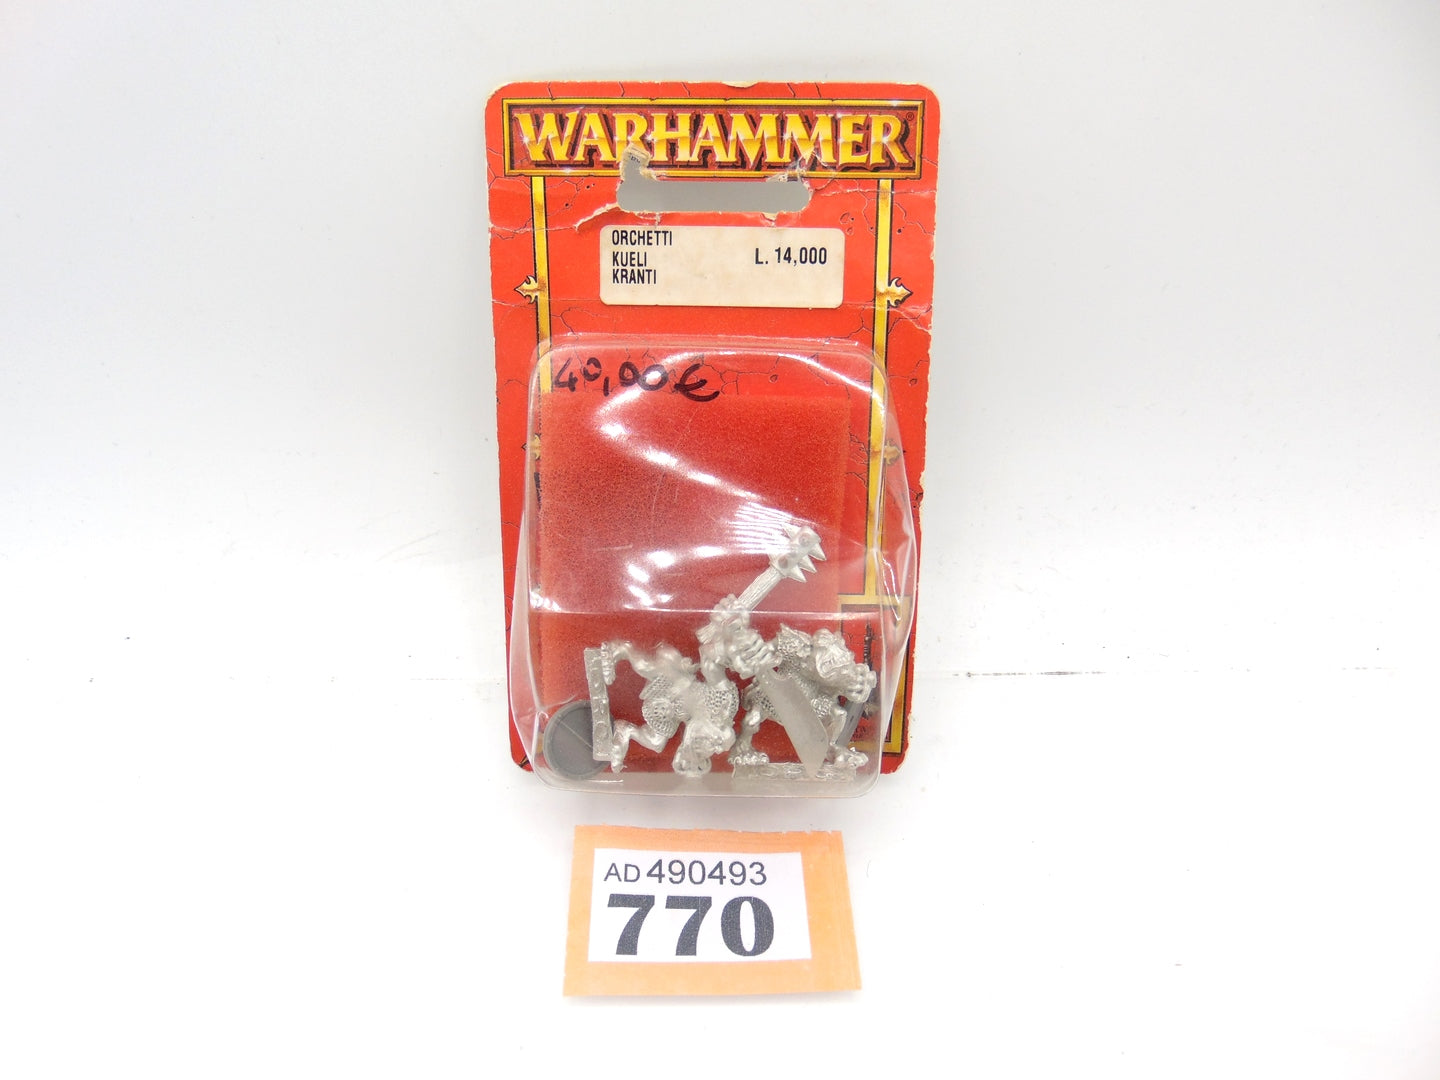 WARHAMMER®
ORCHETTI
KUELI
KRANTI
L. 14,000
40,00€
AD 490493
770